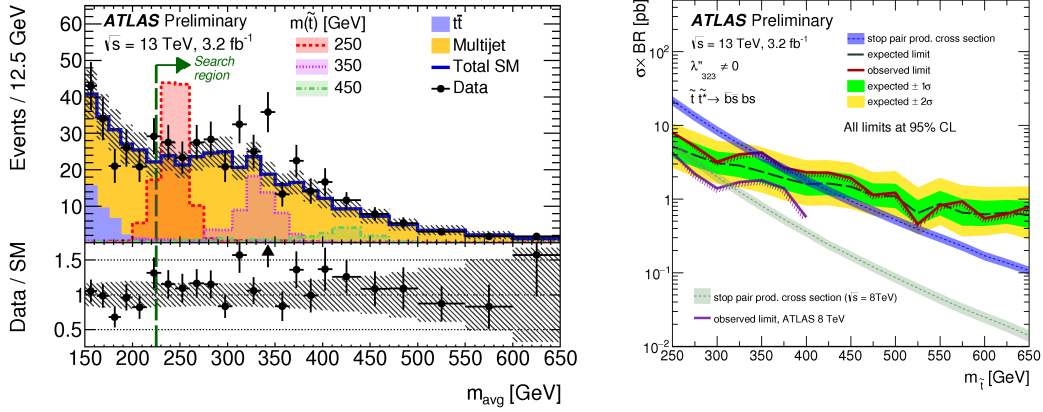 Events / 12.5 GeV
60
50
40
30
20
10
ATLAS Preliminary
√s = 13 TeV, 3.2 fb⁻¹
Search
region
m(t̃) [GeV]
250
350
450
tt̄
Multijet
Total SM
Data
Data / SM
1.5
1
0.5
150 200 250 300 350 400 450 500 550 600 650
m_avg [GeV]
σ× BR [pb]
10²
10
1
10⁻¹
10⁻²
ATLAS Preliminary
√s = 13 TeV, 3.2 fb⁻¹
λ''₃₂₃ ≠ 0
t̃ t̃* → b̄s̄ bs
stop pair prod. cross section
expected limit
observed limit
expected ± 1σ
expected ± 2σ
All limits at 95% CL
stop pair prod. cross section (√s = 8TeV)
observed limit, ATLAS 8 TeV
250 300 350 400 450 500 550 600 650
m_t̃ [GeV]